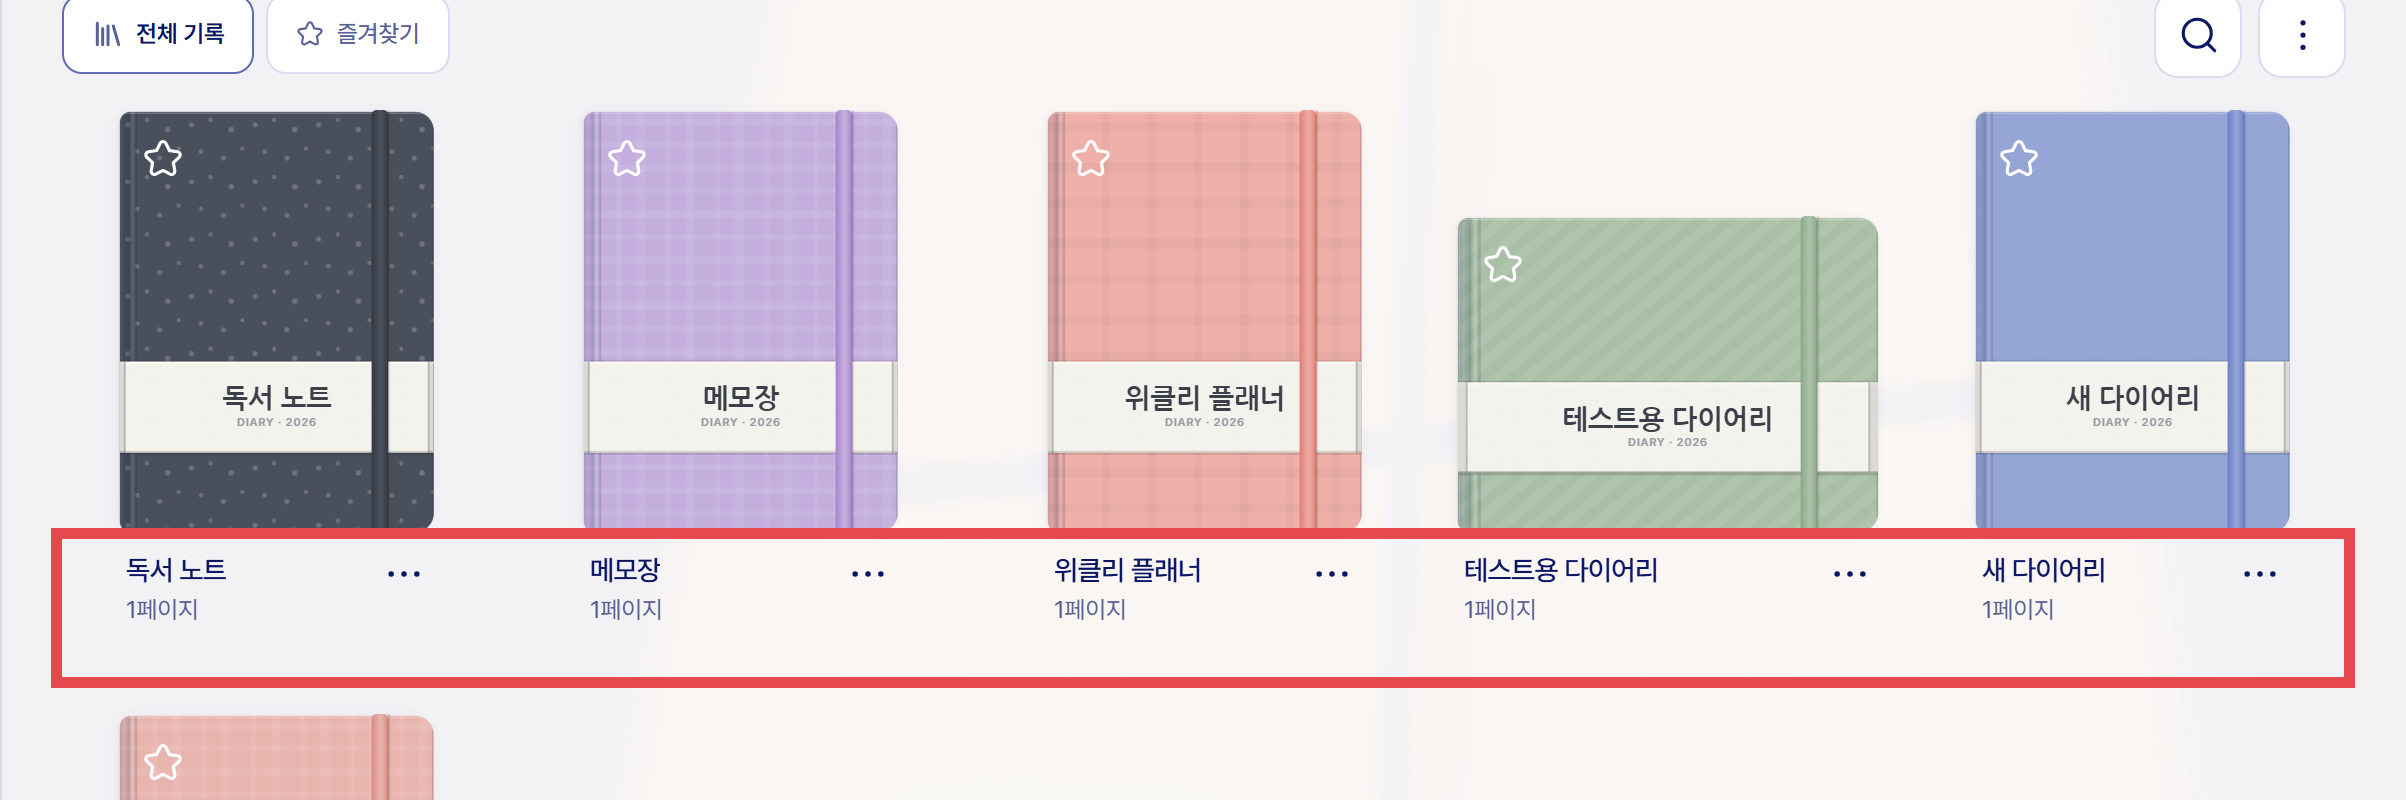 전체 기록
즐겨찾기
독서 노트
DIARY · 2026
메모장
DIARY · 2026
위클리 플래너
DIARY · 2026
테스트용 다이어리
DIARY · 2026
새 다이어리
DIARY · 2026
독서 노트
1페이지
메모장
1페이지
위클리 플래너
1페이지
테스트용 다이어리
1페이지
새 다이어리
1페이지